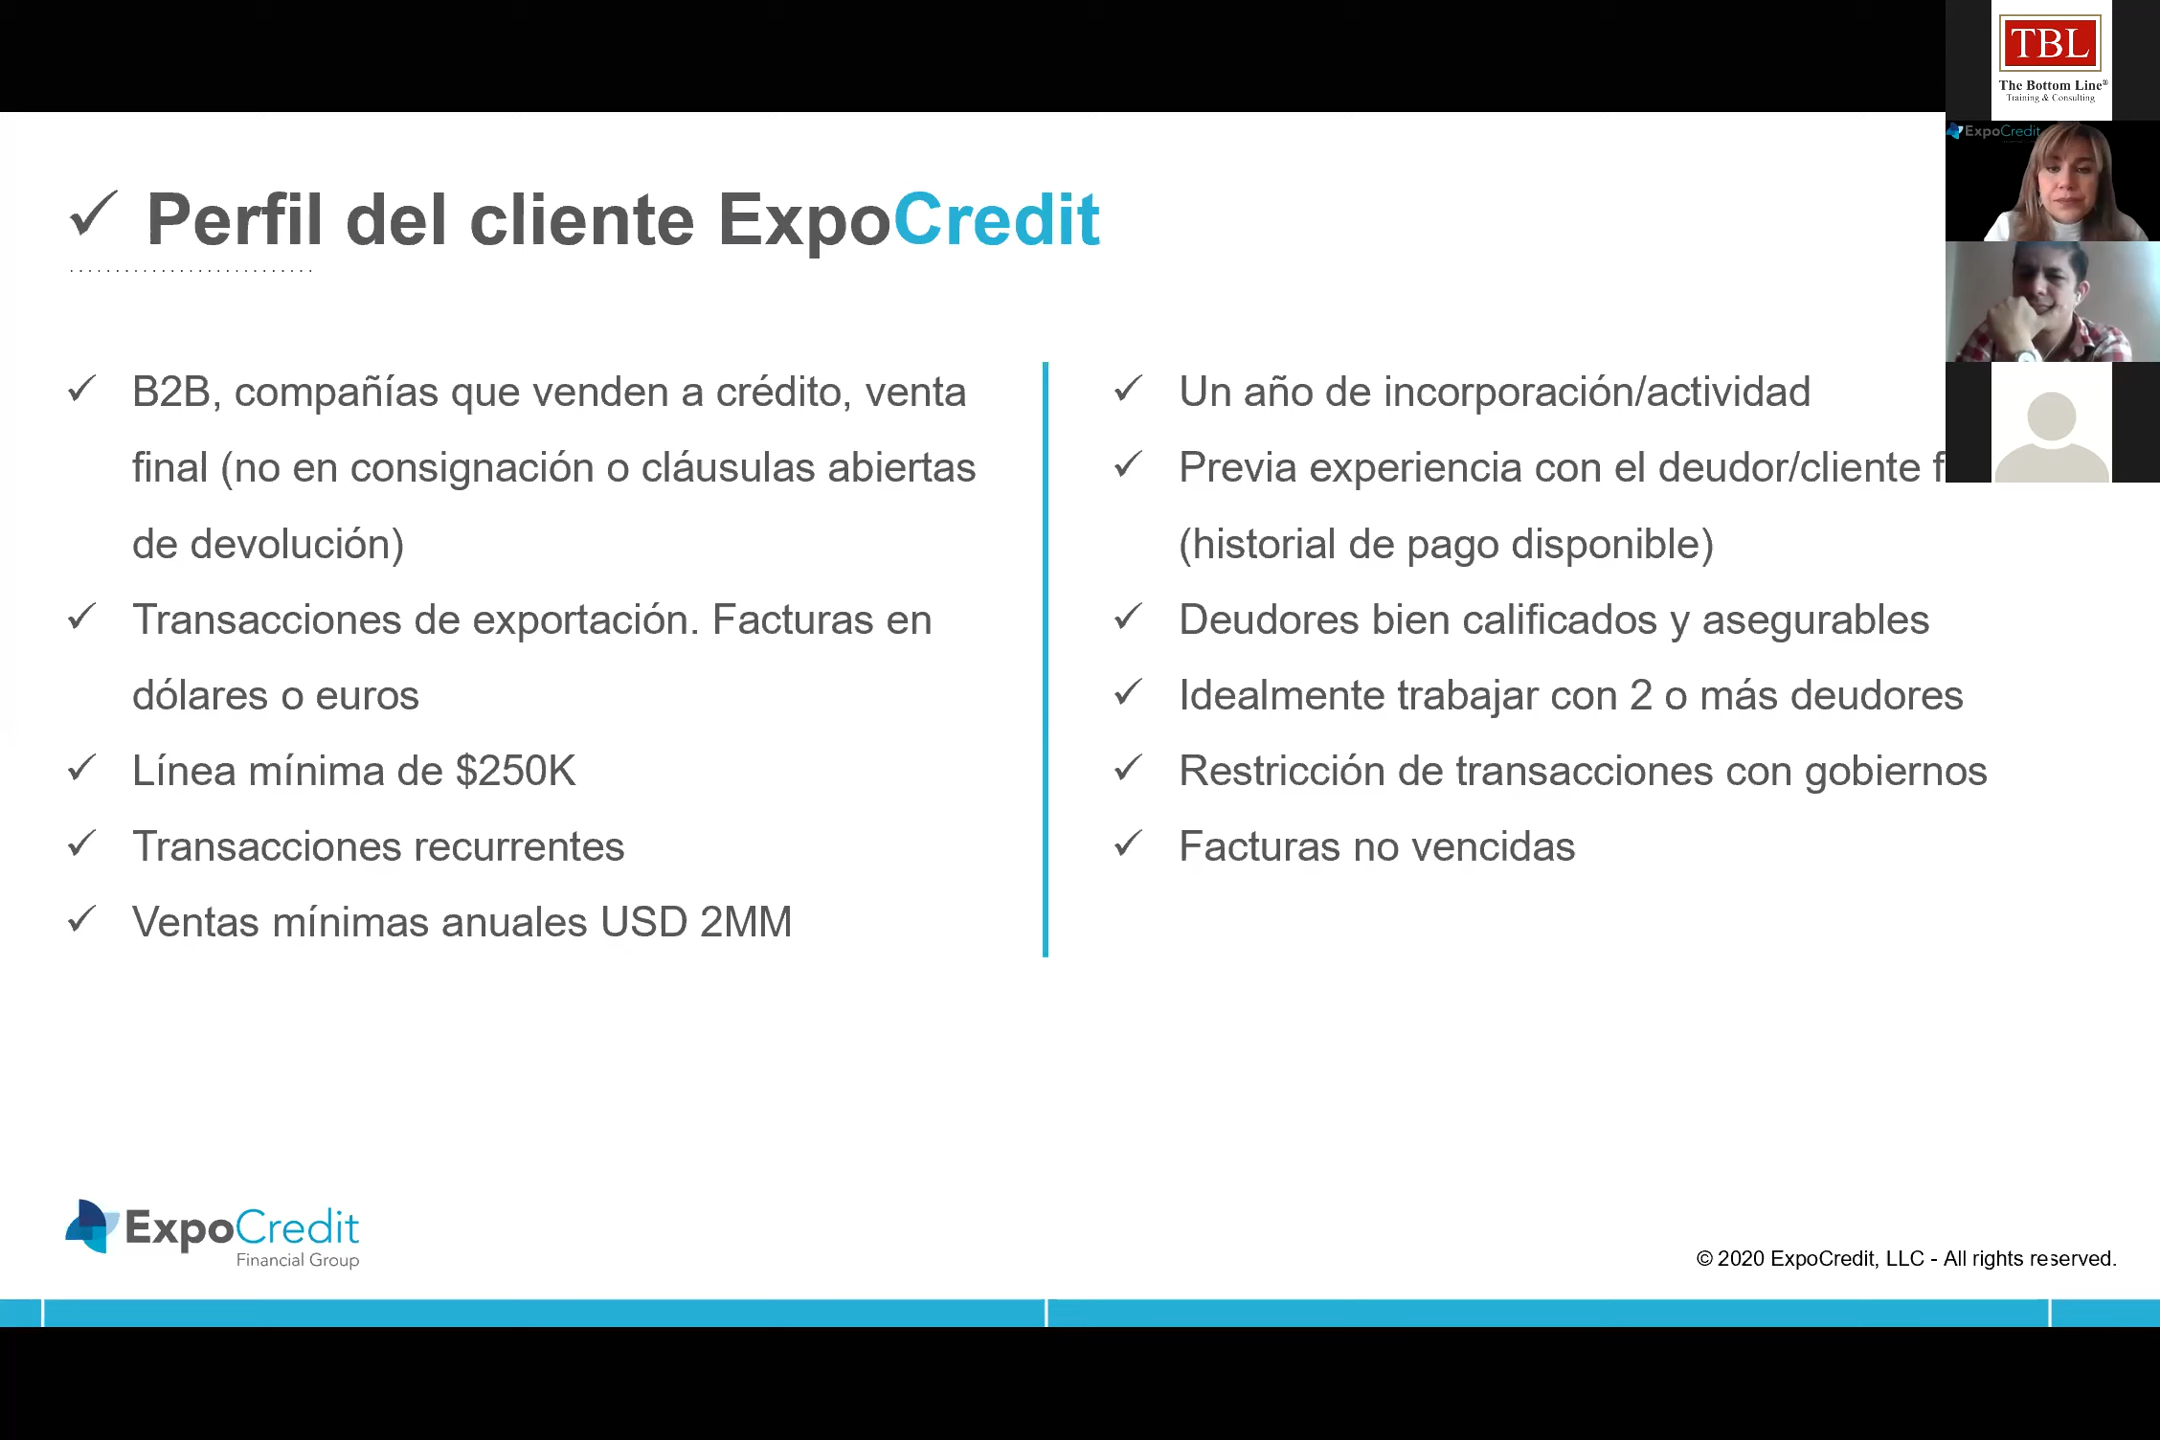 TBL
The Bottom Line®
Training & Consulting
ExpoCredit
✓ Perfil del cliente ExpoCredit
✓ B2B, compañías que venden a crédito, venta
final (no en consignación o cláusulas abiertas
de devolución)
✓ Transacciones de exportación. Facturas en
dólares o euros
✓ Línea mínima de $250K
✓ Transacciones recurrentes
✓ Ventas mínimas anuales USD 2MM
✓ Un año de incorporación/actividad
✓ Previa experiencia con el deudor/cliente f
(historial de pago disponible)
✓ Deudores bien calificados y asegurables
✓ Idealmente trabajar con 2 o más deudores
✓ Restricción de transacciones con gobiernos
✓ Facturas no vencidas
ExpoCredit
Financial Group
© 2020 ExpoCredit, LLC - All rights reserved.